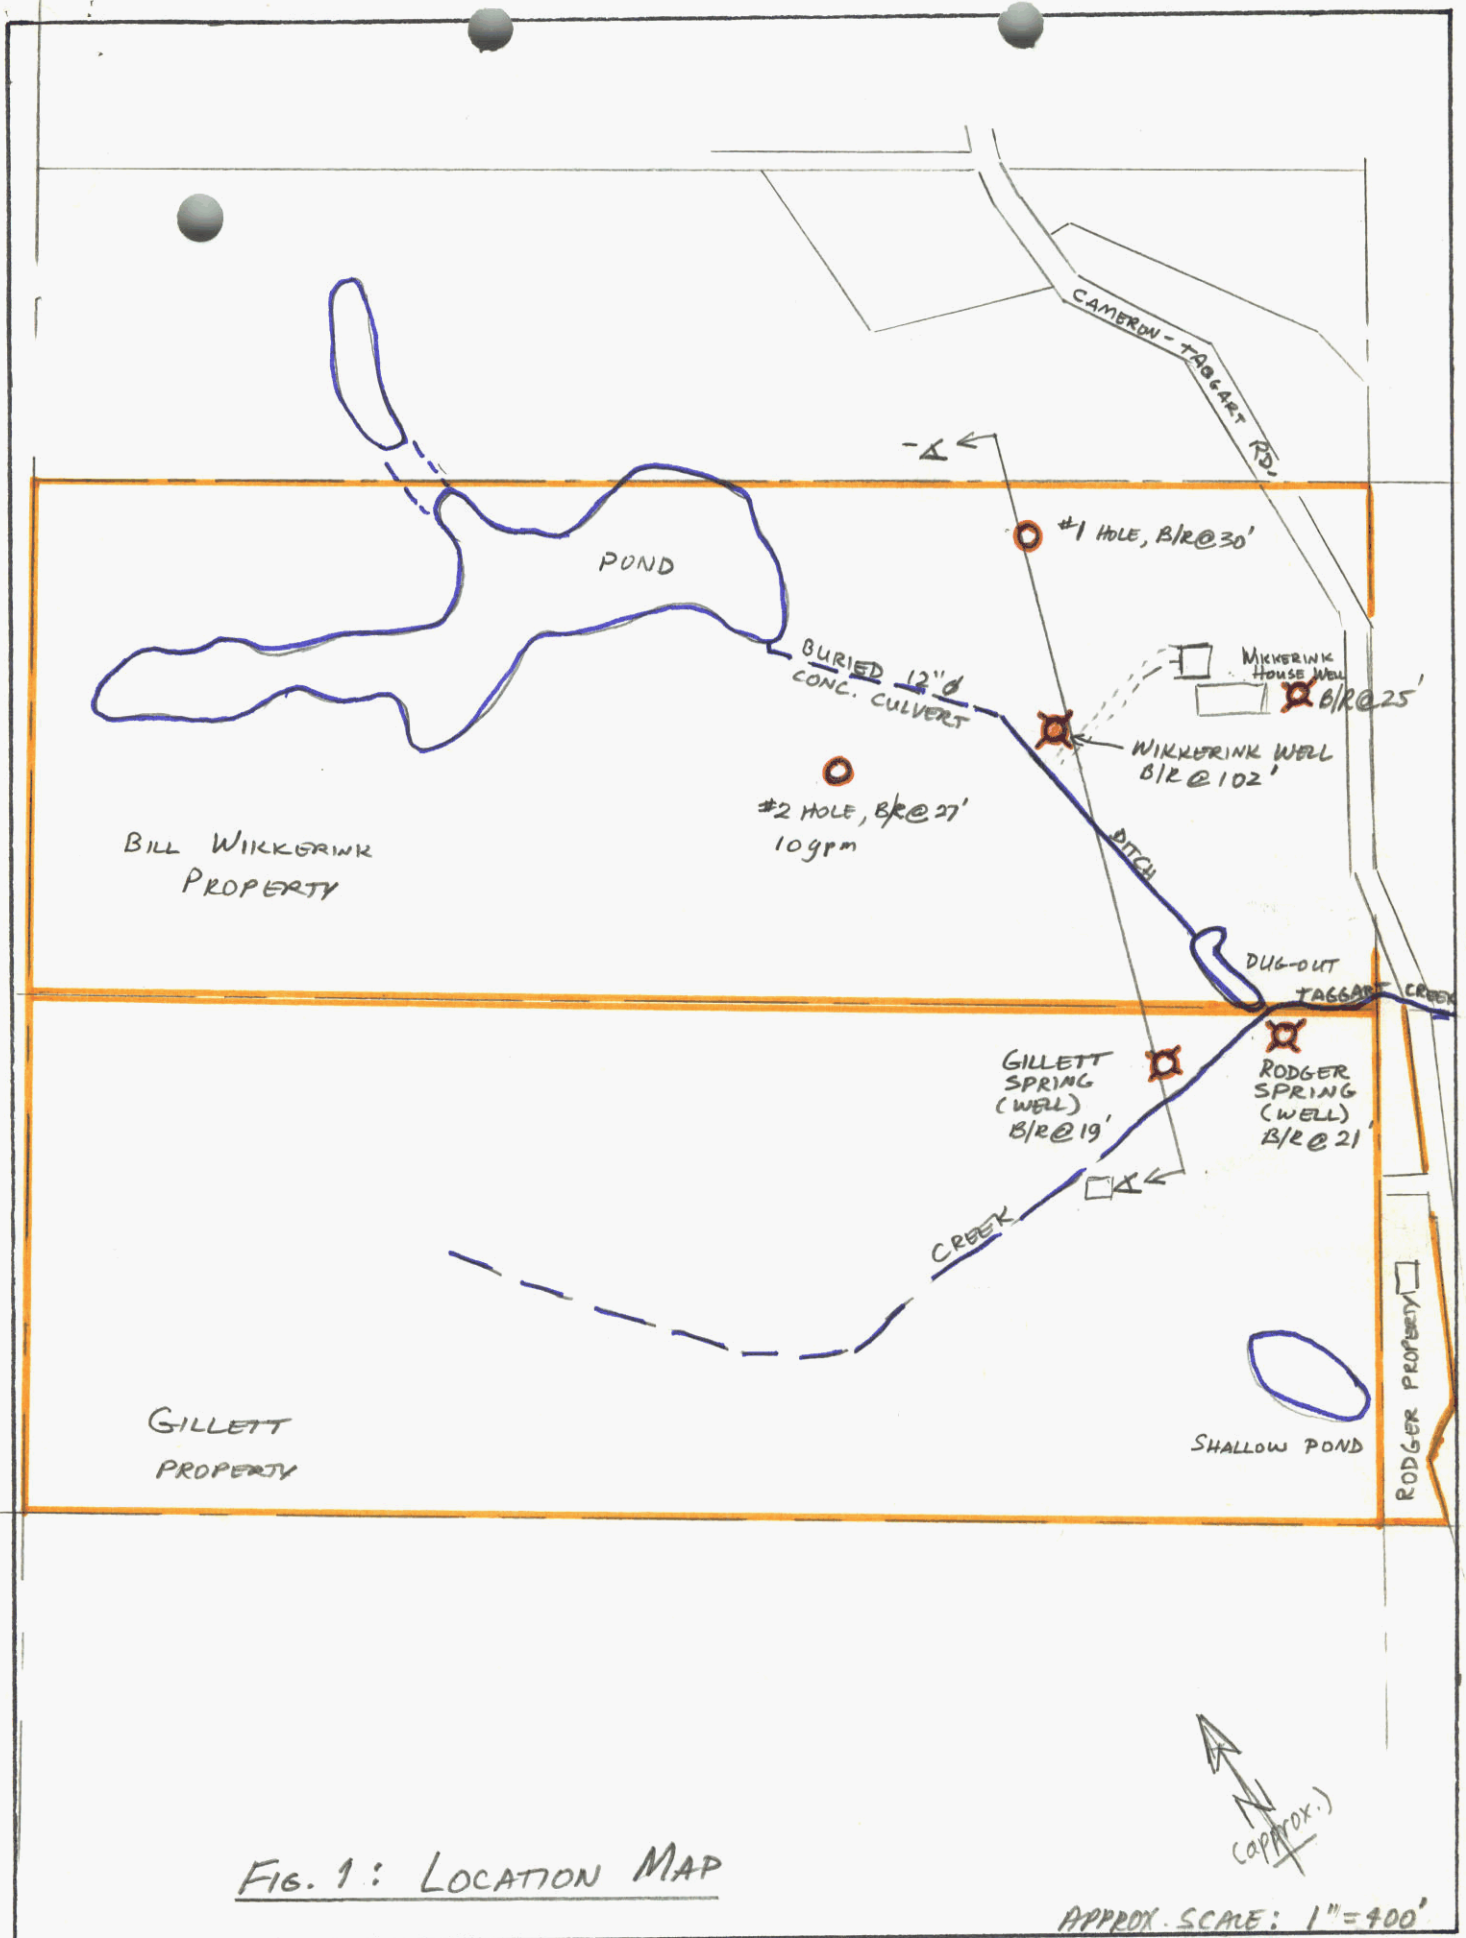 CAMERON-TAGGART RD.
#1 HOLE, B/R@30'
POND
BURIED 12"ø
CONC. CULVERT
WIKKERINK
HOUSE WELL
B/R@25'
WIKKERINK WELL
B/R@102'
#2 HOLE, B/R@27'
10gpm
DITCH
BILL WIKKERINK
PROPERTY
DUG-OUT
TAGGART CREEK
GILLETT
SPRING
(WELL)
B/R@19'
RODGER
SPRING
(WELL)
B/R@21'
CREEK
RODGER PROPERTY
GILLETT
PROPERTY
SHALLOW POND
N
(approx.)
FIG. 1: LOCATION MAP
APPROX. SCALE: 1"=400'